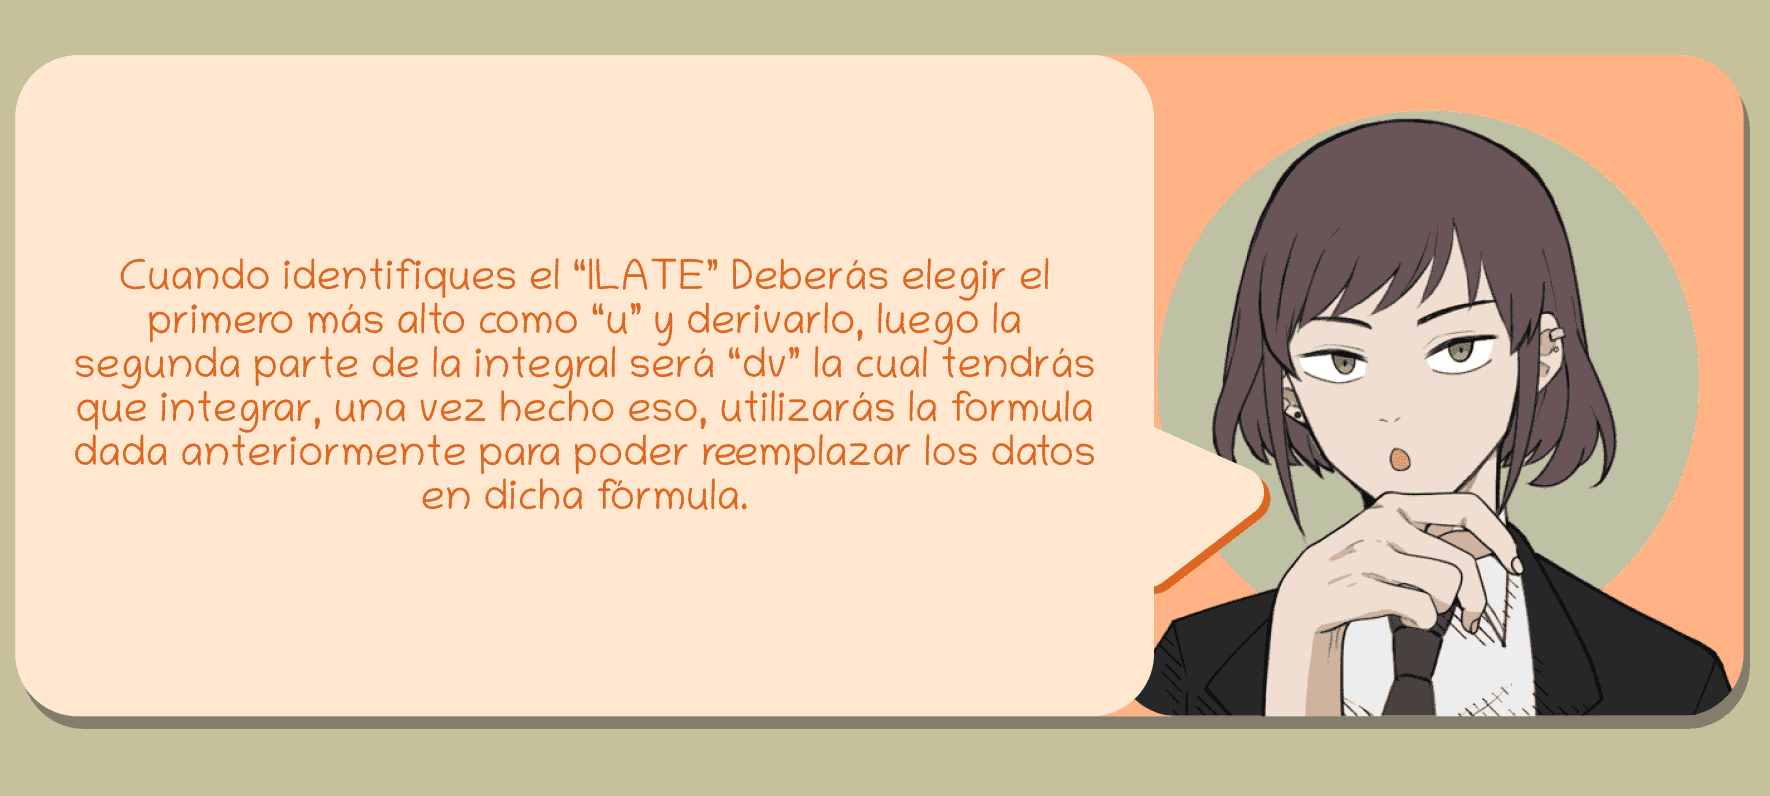 Cuando identifiques el “ILATE” Deberás elegir el
primero más alto como “u” y derivarlo, luego la
segunda parte de la integral será “dv” la cual tendrás
que integrar, una vez hecho eso, utilizarás la formula
dada anteriormente para poder reemplazar los datos
en dicha fórmula.